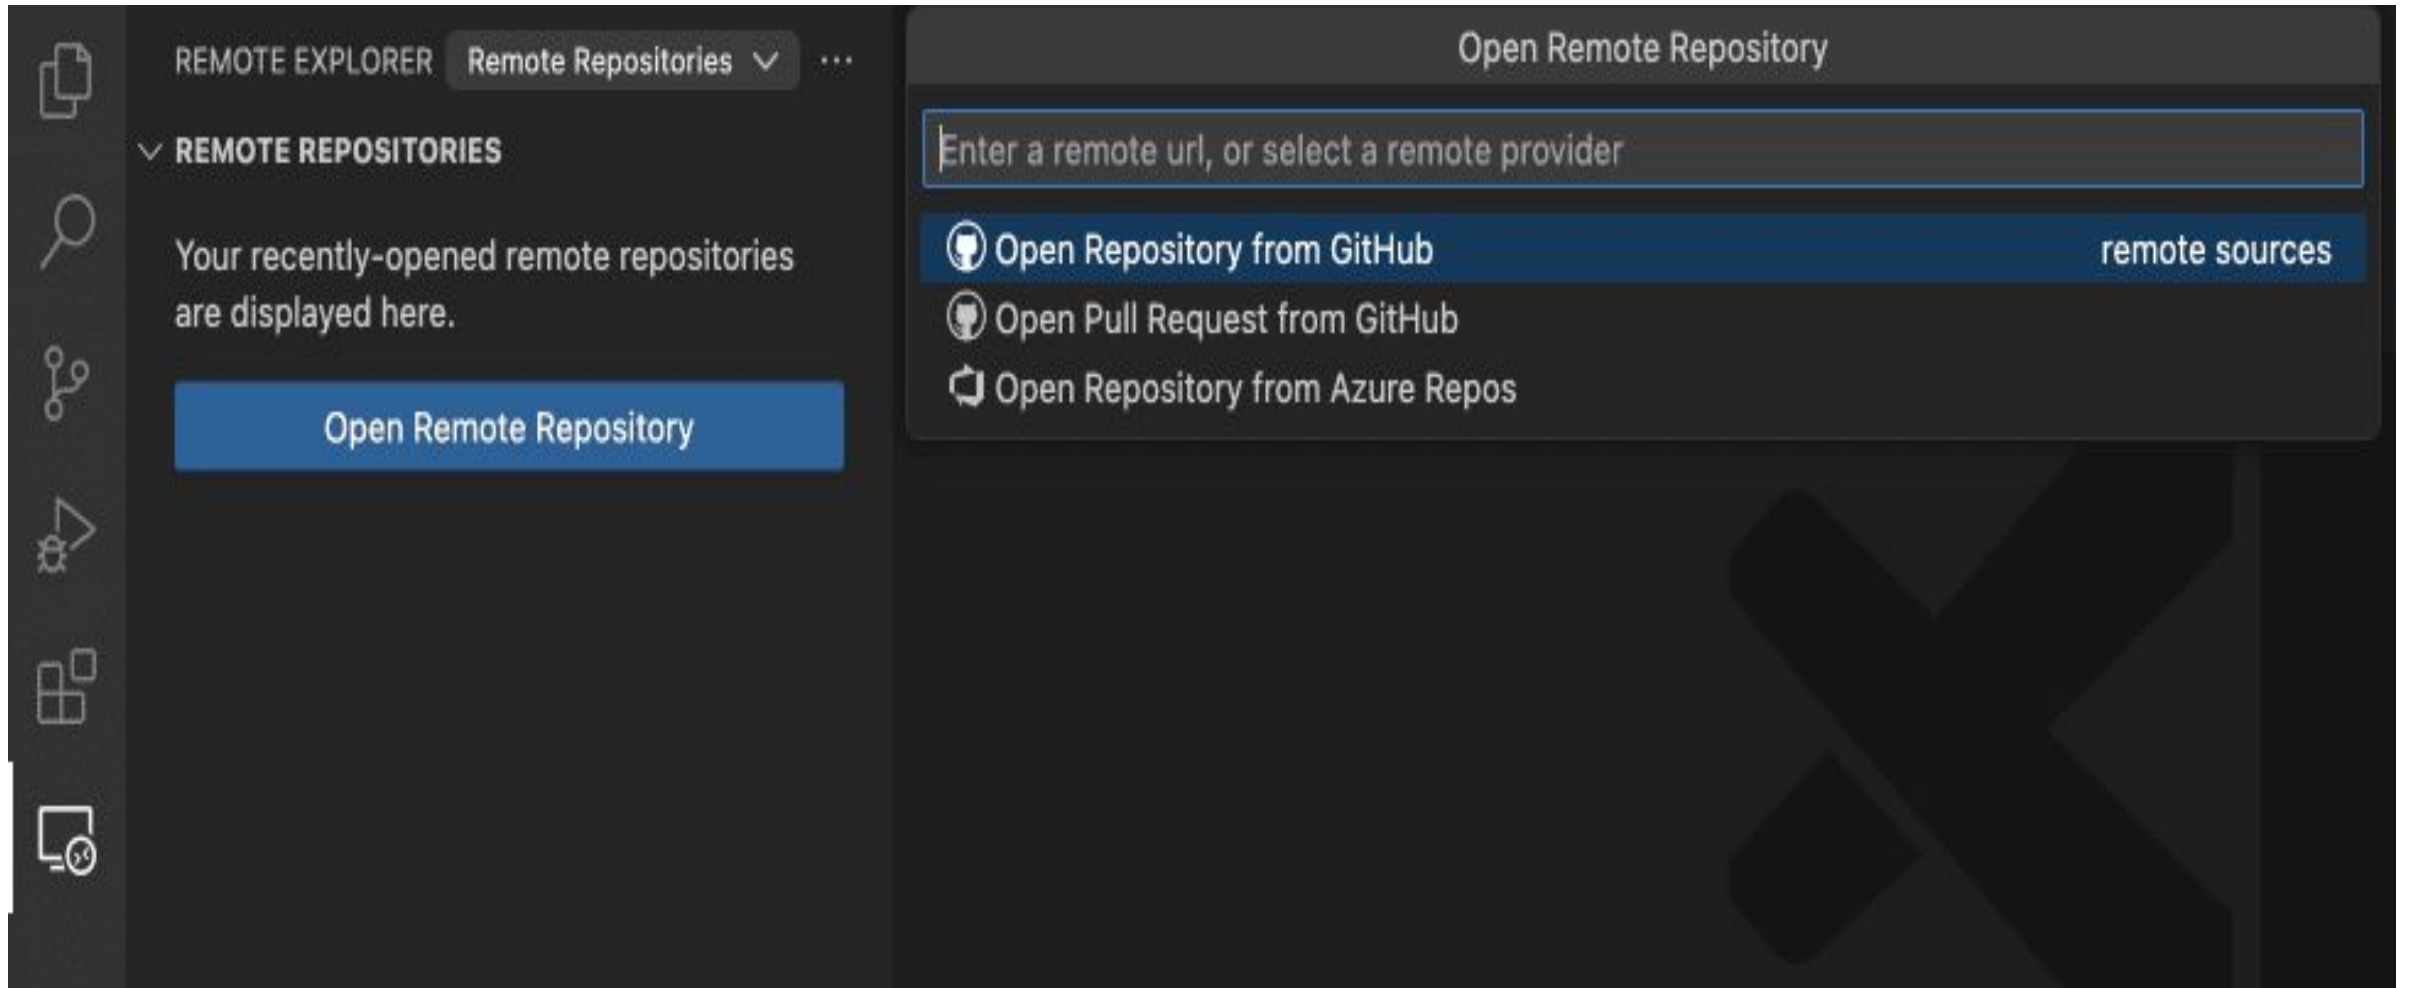 REMOTE EXPLORER Remote Repositories
REMOTE REPOSITORIES
Your recently-opened remote repositories
are displayed here.
Open Remote Repository
Open Remote Repository
Enter a remote url, or select a remote provider
Open Repository from GitHub remote sources
Open Pull Request from GitHub
Open Repository from Azure Repos